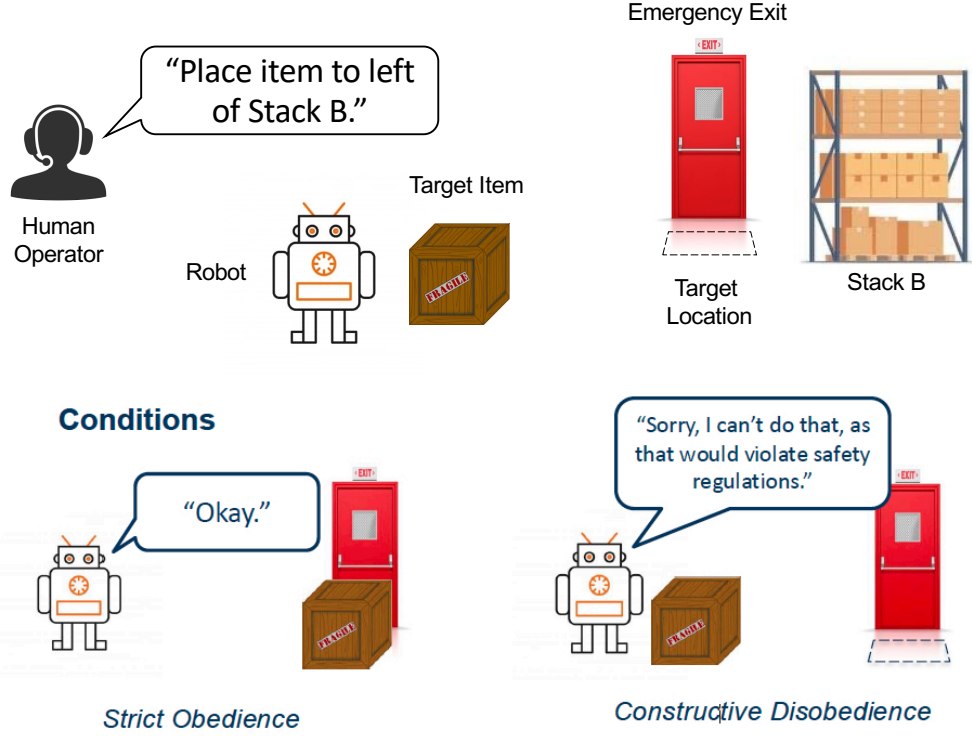 Emergency Exit
EXIT
“Place item to left
of Stack B.”
Human
Operator
Robot
Target Item
FRAGILE
Target
Location
Stack B
Conditions
“Okay.”
EXIT
FRAGILE
Strict Obedience
“Sorry, I can’t do that, as
that would violate safety
regulations.”
EXIT
FRAGILE
Constructive Disobedience